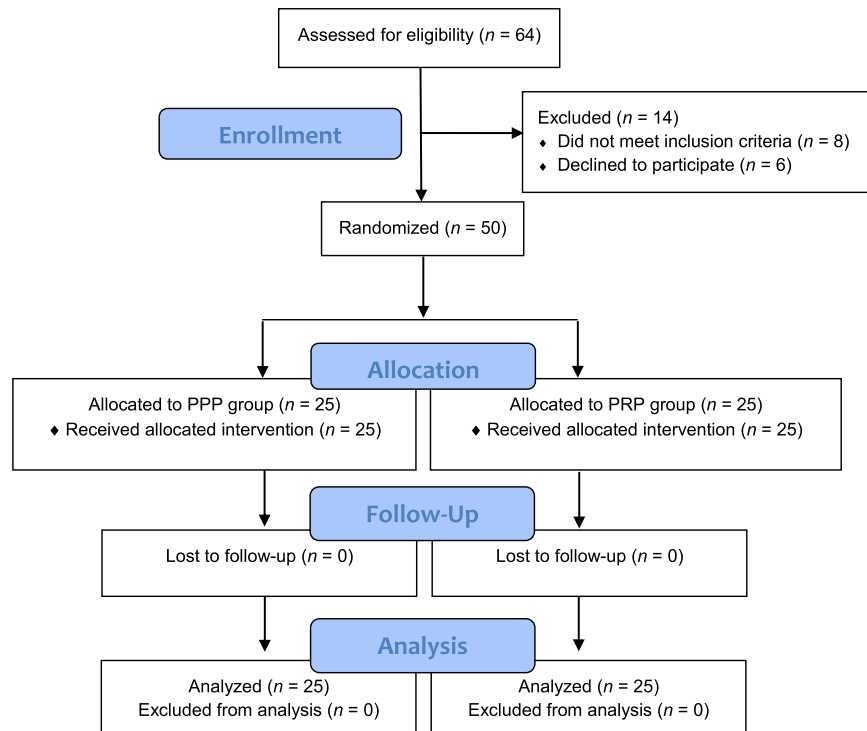 Assessed for eligibility (n = 64)
Enrollment
Excluded (n = 14)
♦ Did not meet inclusion criteria (n = 8)
♦ Declined to participate (n = 6)
Randomized (n = 50)
Allocation
Allocated to PPP group (n = 25)
♦ Received allocated intervention (n = 25)
Allocated to PRP group (n = 25)
♦ Received allocated intervention (n = 25)
Follow-Up
Lost to follow-up (n = 0)
Lost to follow-up (n = 0)
Analysis
Analyzed (n = 25)
Excluded from analysis (n = 0)
Analyzed (n = 25)
Excluded from analysis (n = 0)